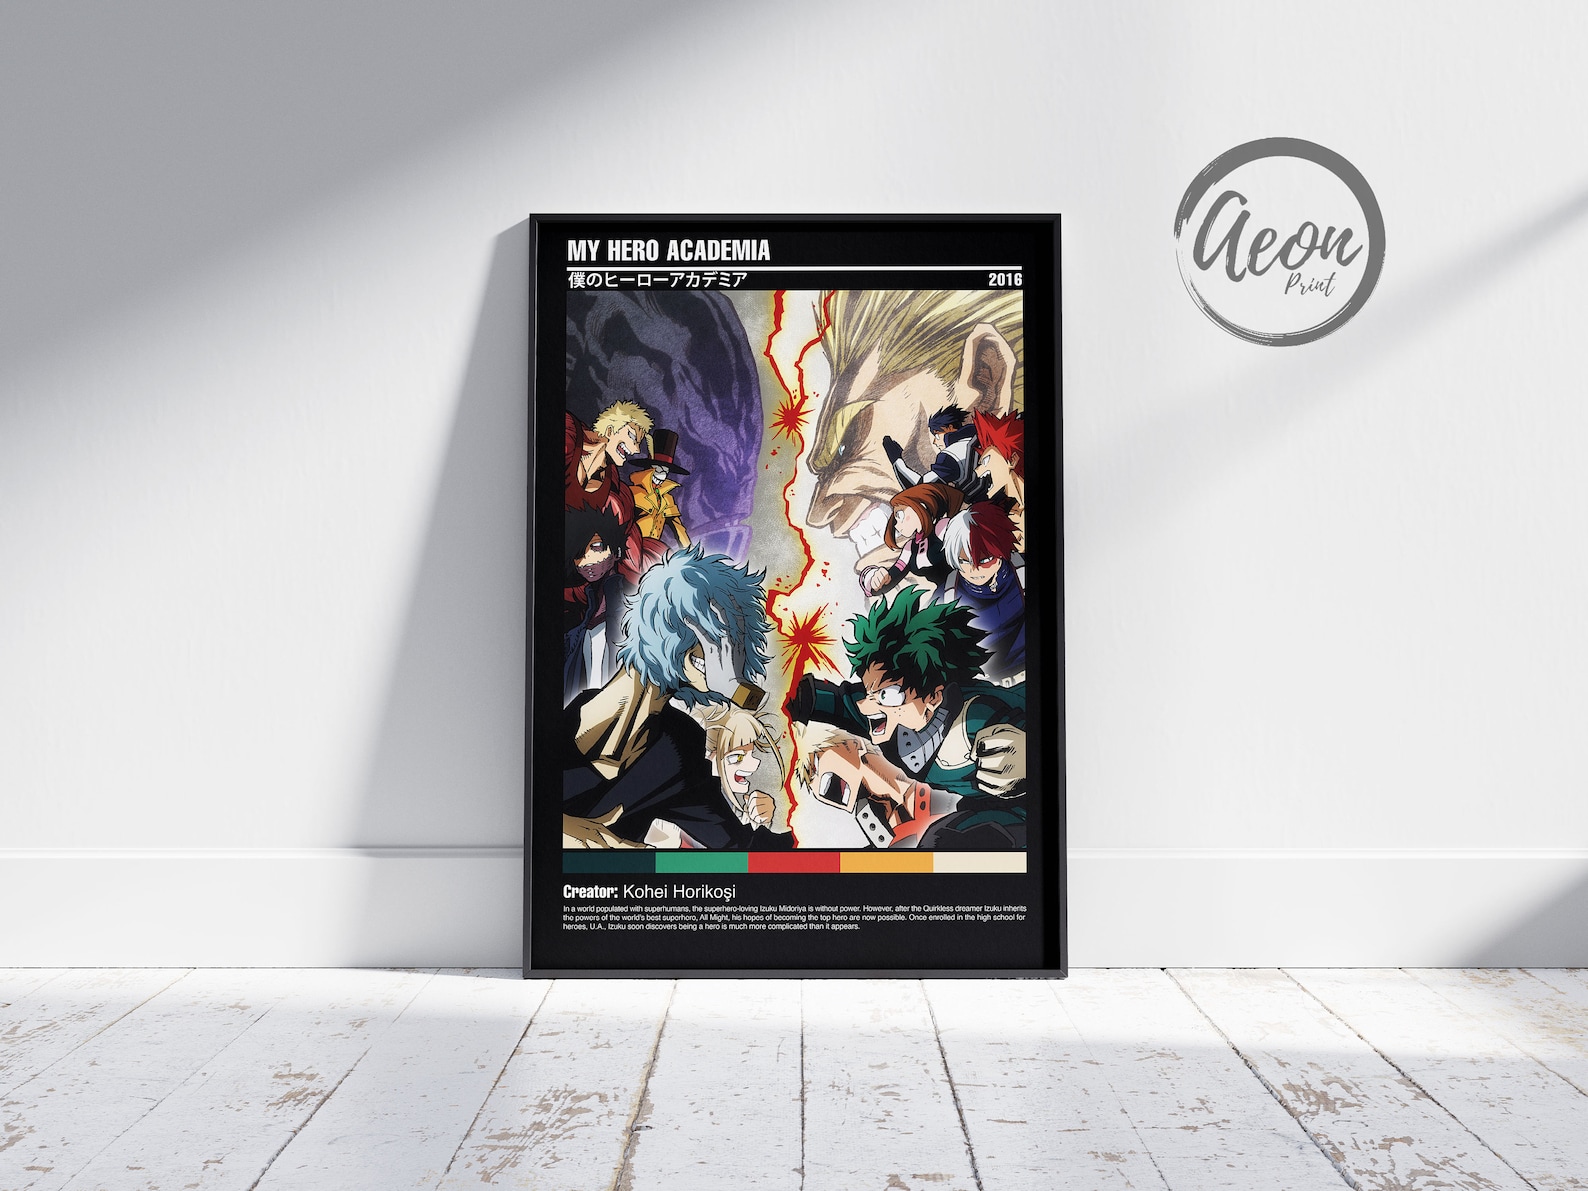 MY HERO ACADEMIA
僕のヒーローアカデミア
2016
Creator: Kohei Horikoşi
In a world populated with superhumans, the superhero-loving Izuku Midoriya is without power. However, after the Quirkless dreamer Izuku inherits
the powers of the world's best superhero, All Might, his hopes of becoming the top hero are now possible. Once enrolled in the high school for
heroes, U.A., Izuku soon discovers being a hero is much more complicated than it appears.
Aeon
Print